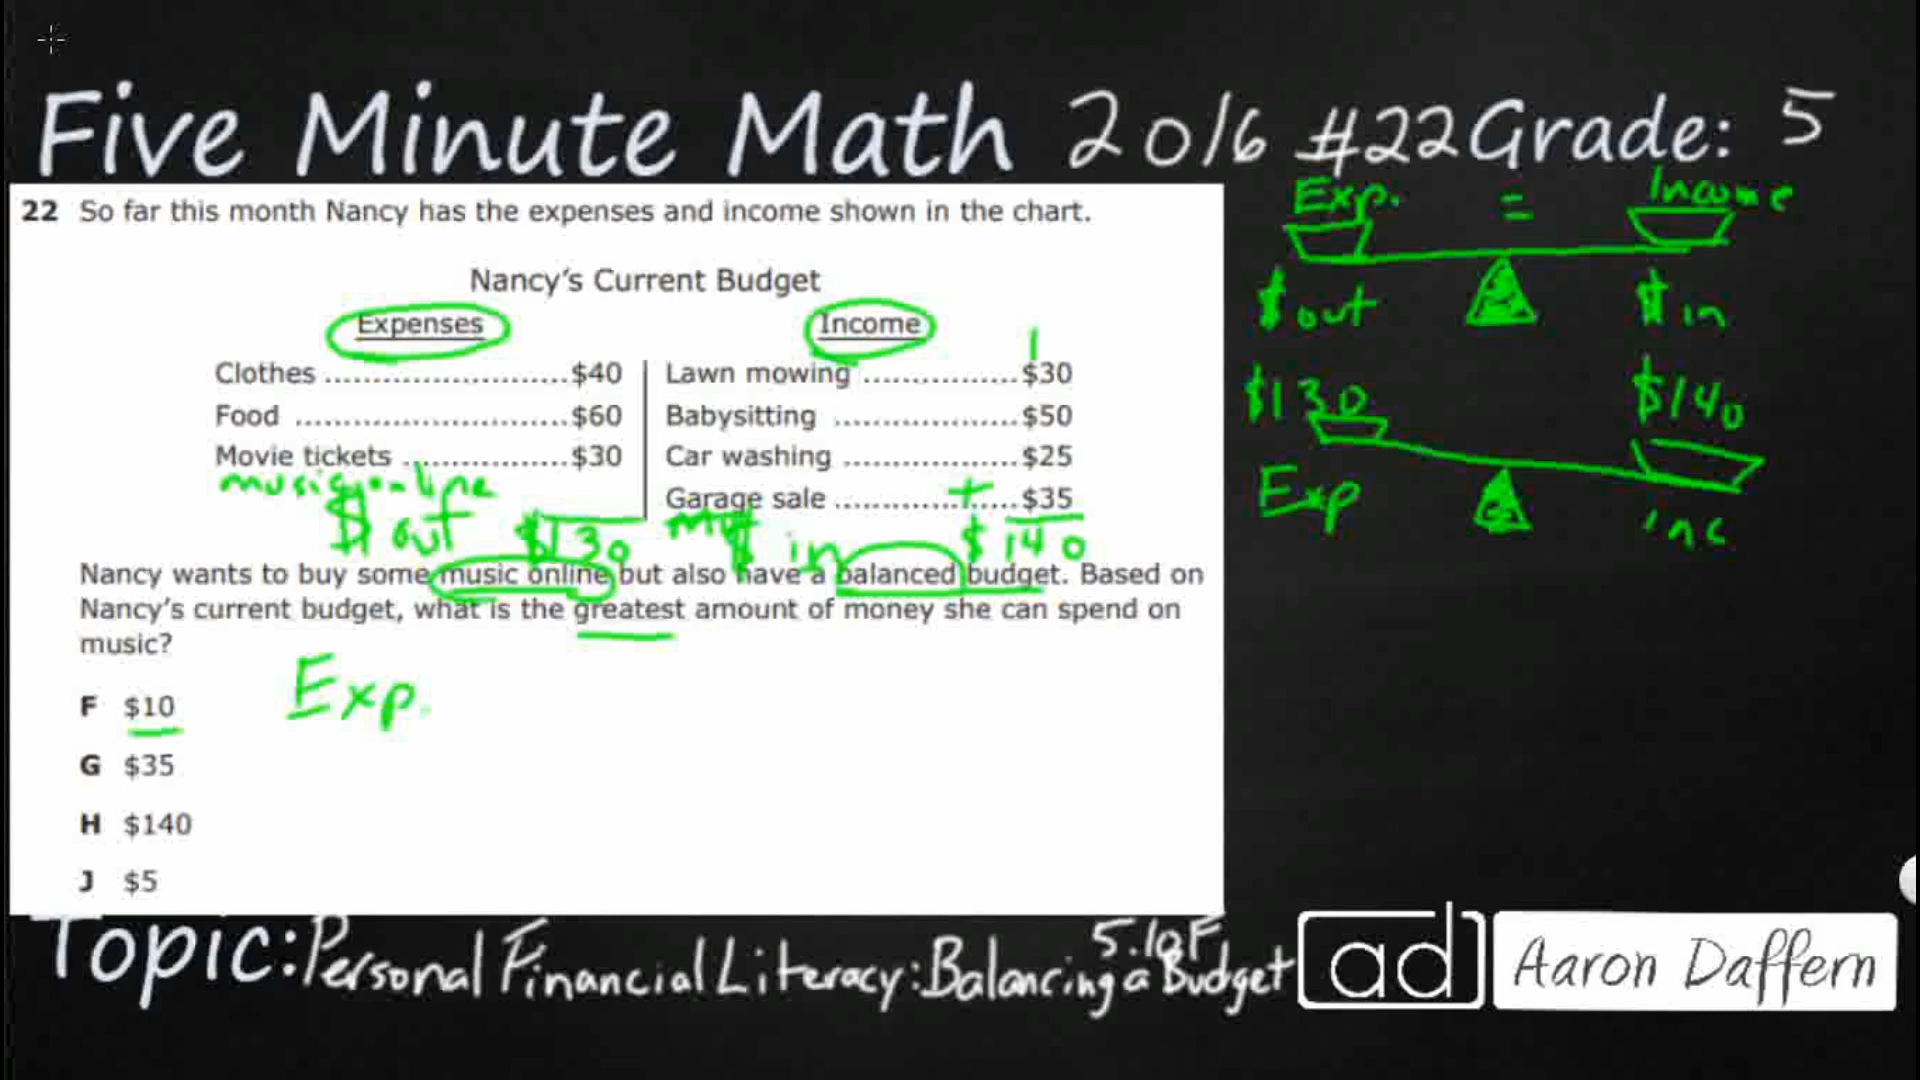 Five Minute Math 2016 #22 Grade: 5
22 So far this month Nancy has the expenses and income shown in the chart.
Nancy's Current Budget
Expenses Income
Clothes ........................ $40 Lawn mowing ................ $30
Food ........................... $60 Babysitting .................. $50
Movie tickets ................ $30 Car washing ................. $25
music on-line Garage sale .................. + $35
$ out $130 $ in $140
Nancy wants to buy some music online but also have a balanced budget. Based on
Nancy's current budget, what is the greatest amount of money she can spend on
music?
F $10
Exp.
G $35
H $140
J $5
Exp. = Income
$ out $ in
$130 $140
Exp inc
Topic: Personal Financial Literacy: Balancing a Budget
5.10F
ad Aaron Daffern